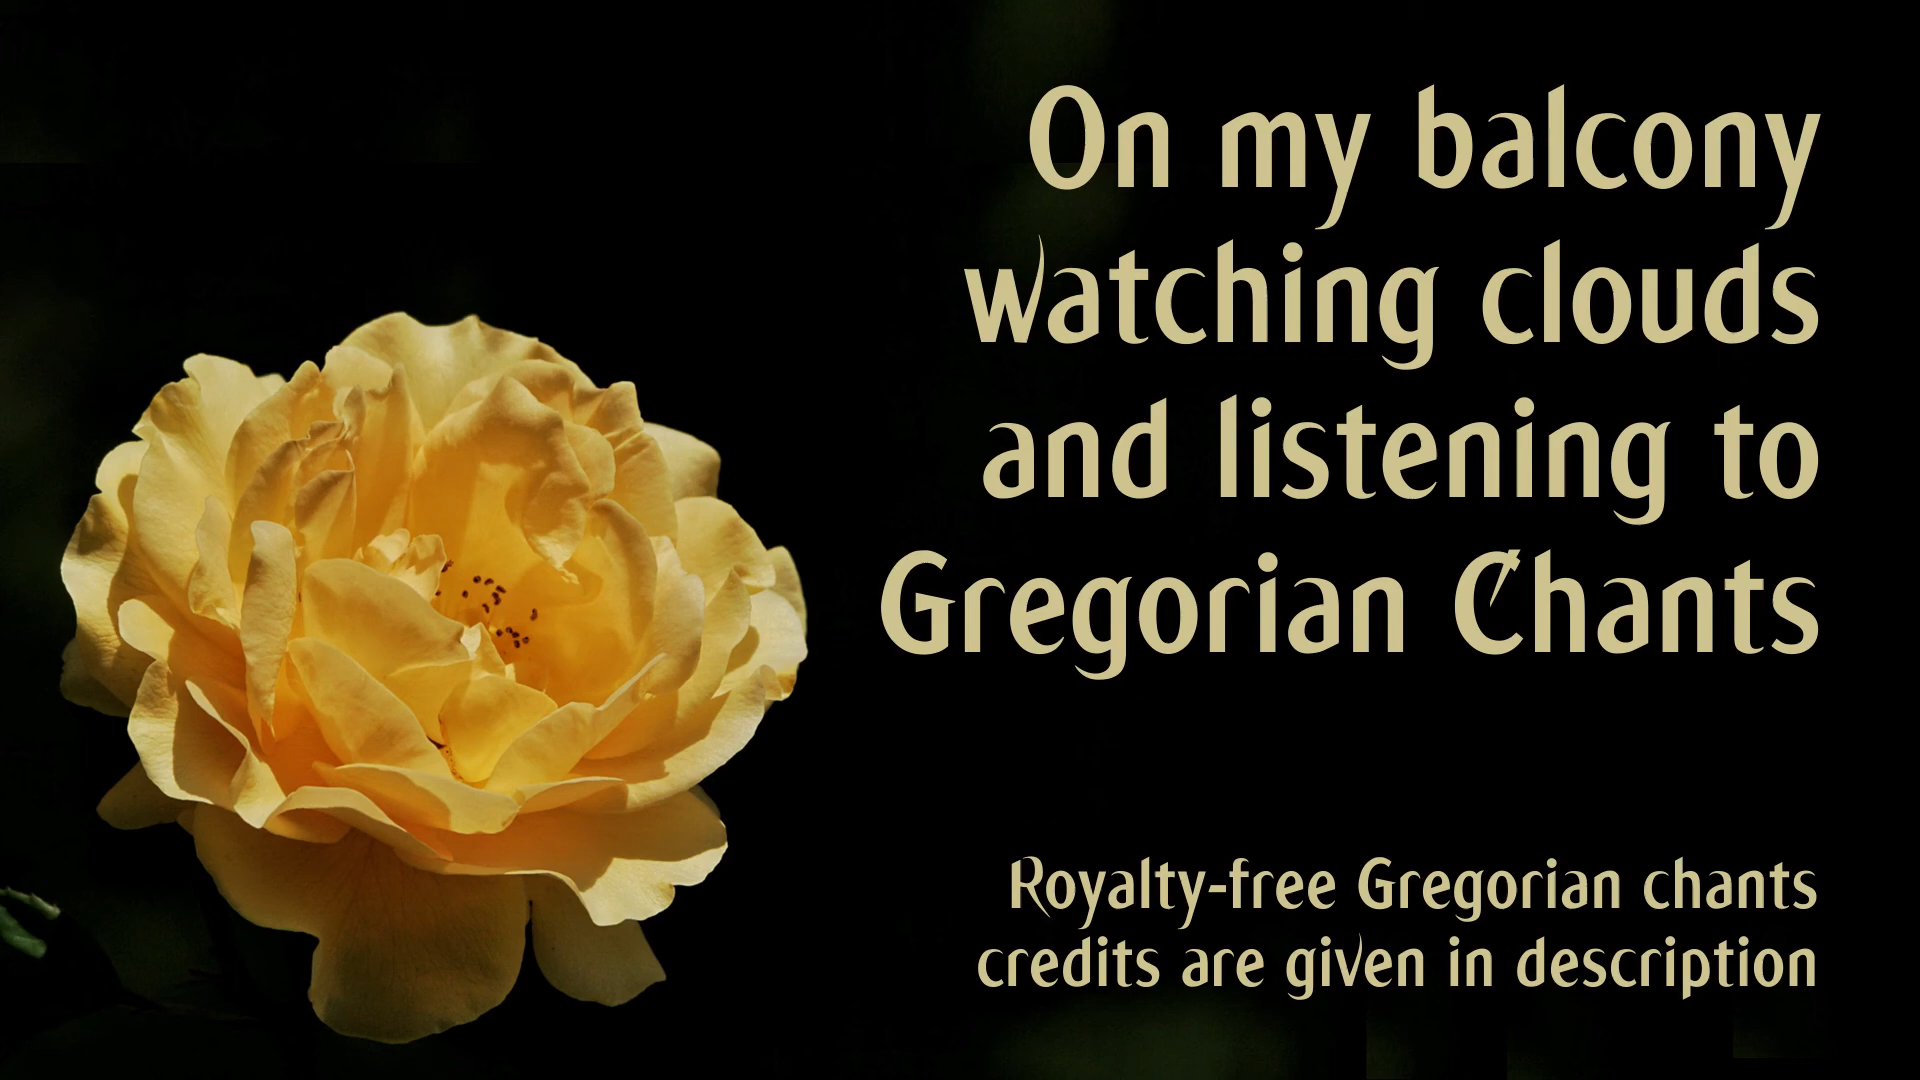 On my balcony
watching clouds
and listening to
Gregorian Chants
Royalty-free Gregorian chants
credits are given in description